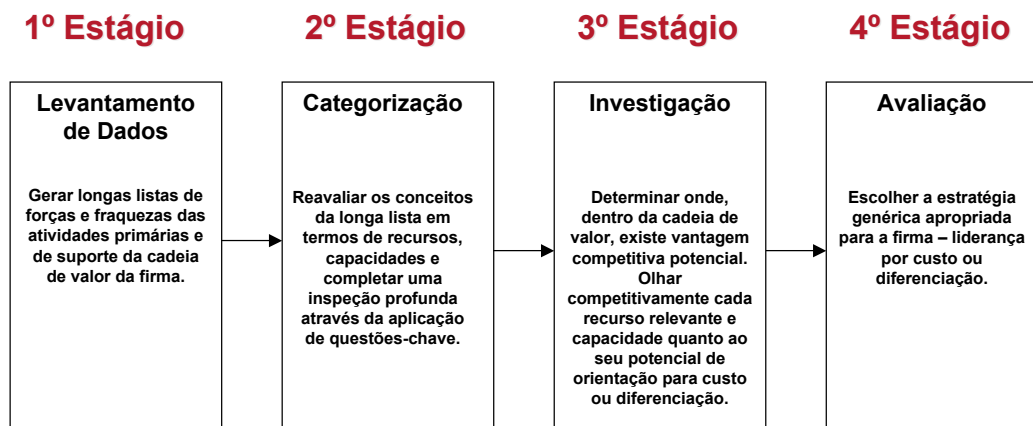 1º Estágio
2º Estágio
3º Estágio
4º Estágio
Levantamento
de Dados
Gerar longas listas de
forças e fraquezas das
atividades primárias e
de suporte da cadeia
de valor da firma.
Categorização
Reavaliar os conceitos
da longa lista em
termos de recursos,
capacidades e
completar uma
inspeção profunda
através da aplicação
de questões-chave.
Investigação
Determinar onde,
dentro da cadeia de
valor, existe vantagem
competitiva potencial.
Olhar
competitivamente cada
recurso relevante e
capacidade quanto ao
seu potencial de
orientação para custo
ou diferenciação.
Avaliação
Escolher a estratégia
genérica apropriada
para a firma – liderança
por custo ou
diferenciação.